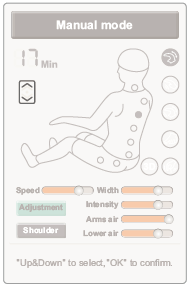 Manual mode
17 Min
Speed Width
Adjustment Intensity
Arms air
Shoulder Lower air
"Up&Down" to select,"OK" to confirm.